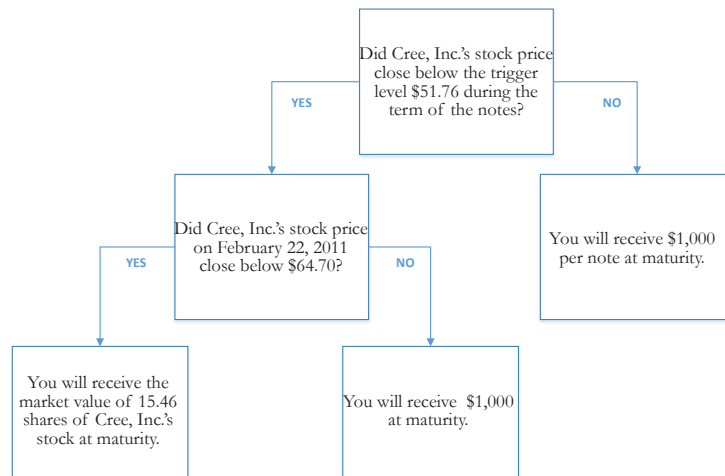 Did Cree, Inc.'s stock price
close below the trigger
level $51.76 during the
term of the notes?
YES
NO
Did Cree, Inc.'s stock price
on February 22, 2011
close below $64.70?
You will receive $1,000
per note at maturity.
YES
NO
You will receive the
market value of 15.46
shares of Cree, Inc.'s
stock at maturity.
You will receive $1,000
at maturity.